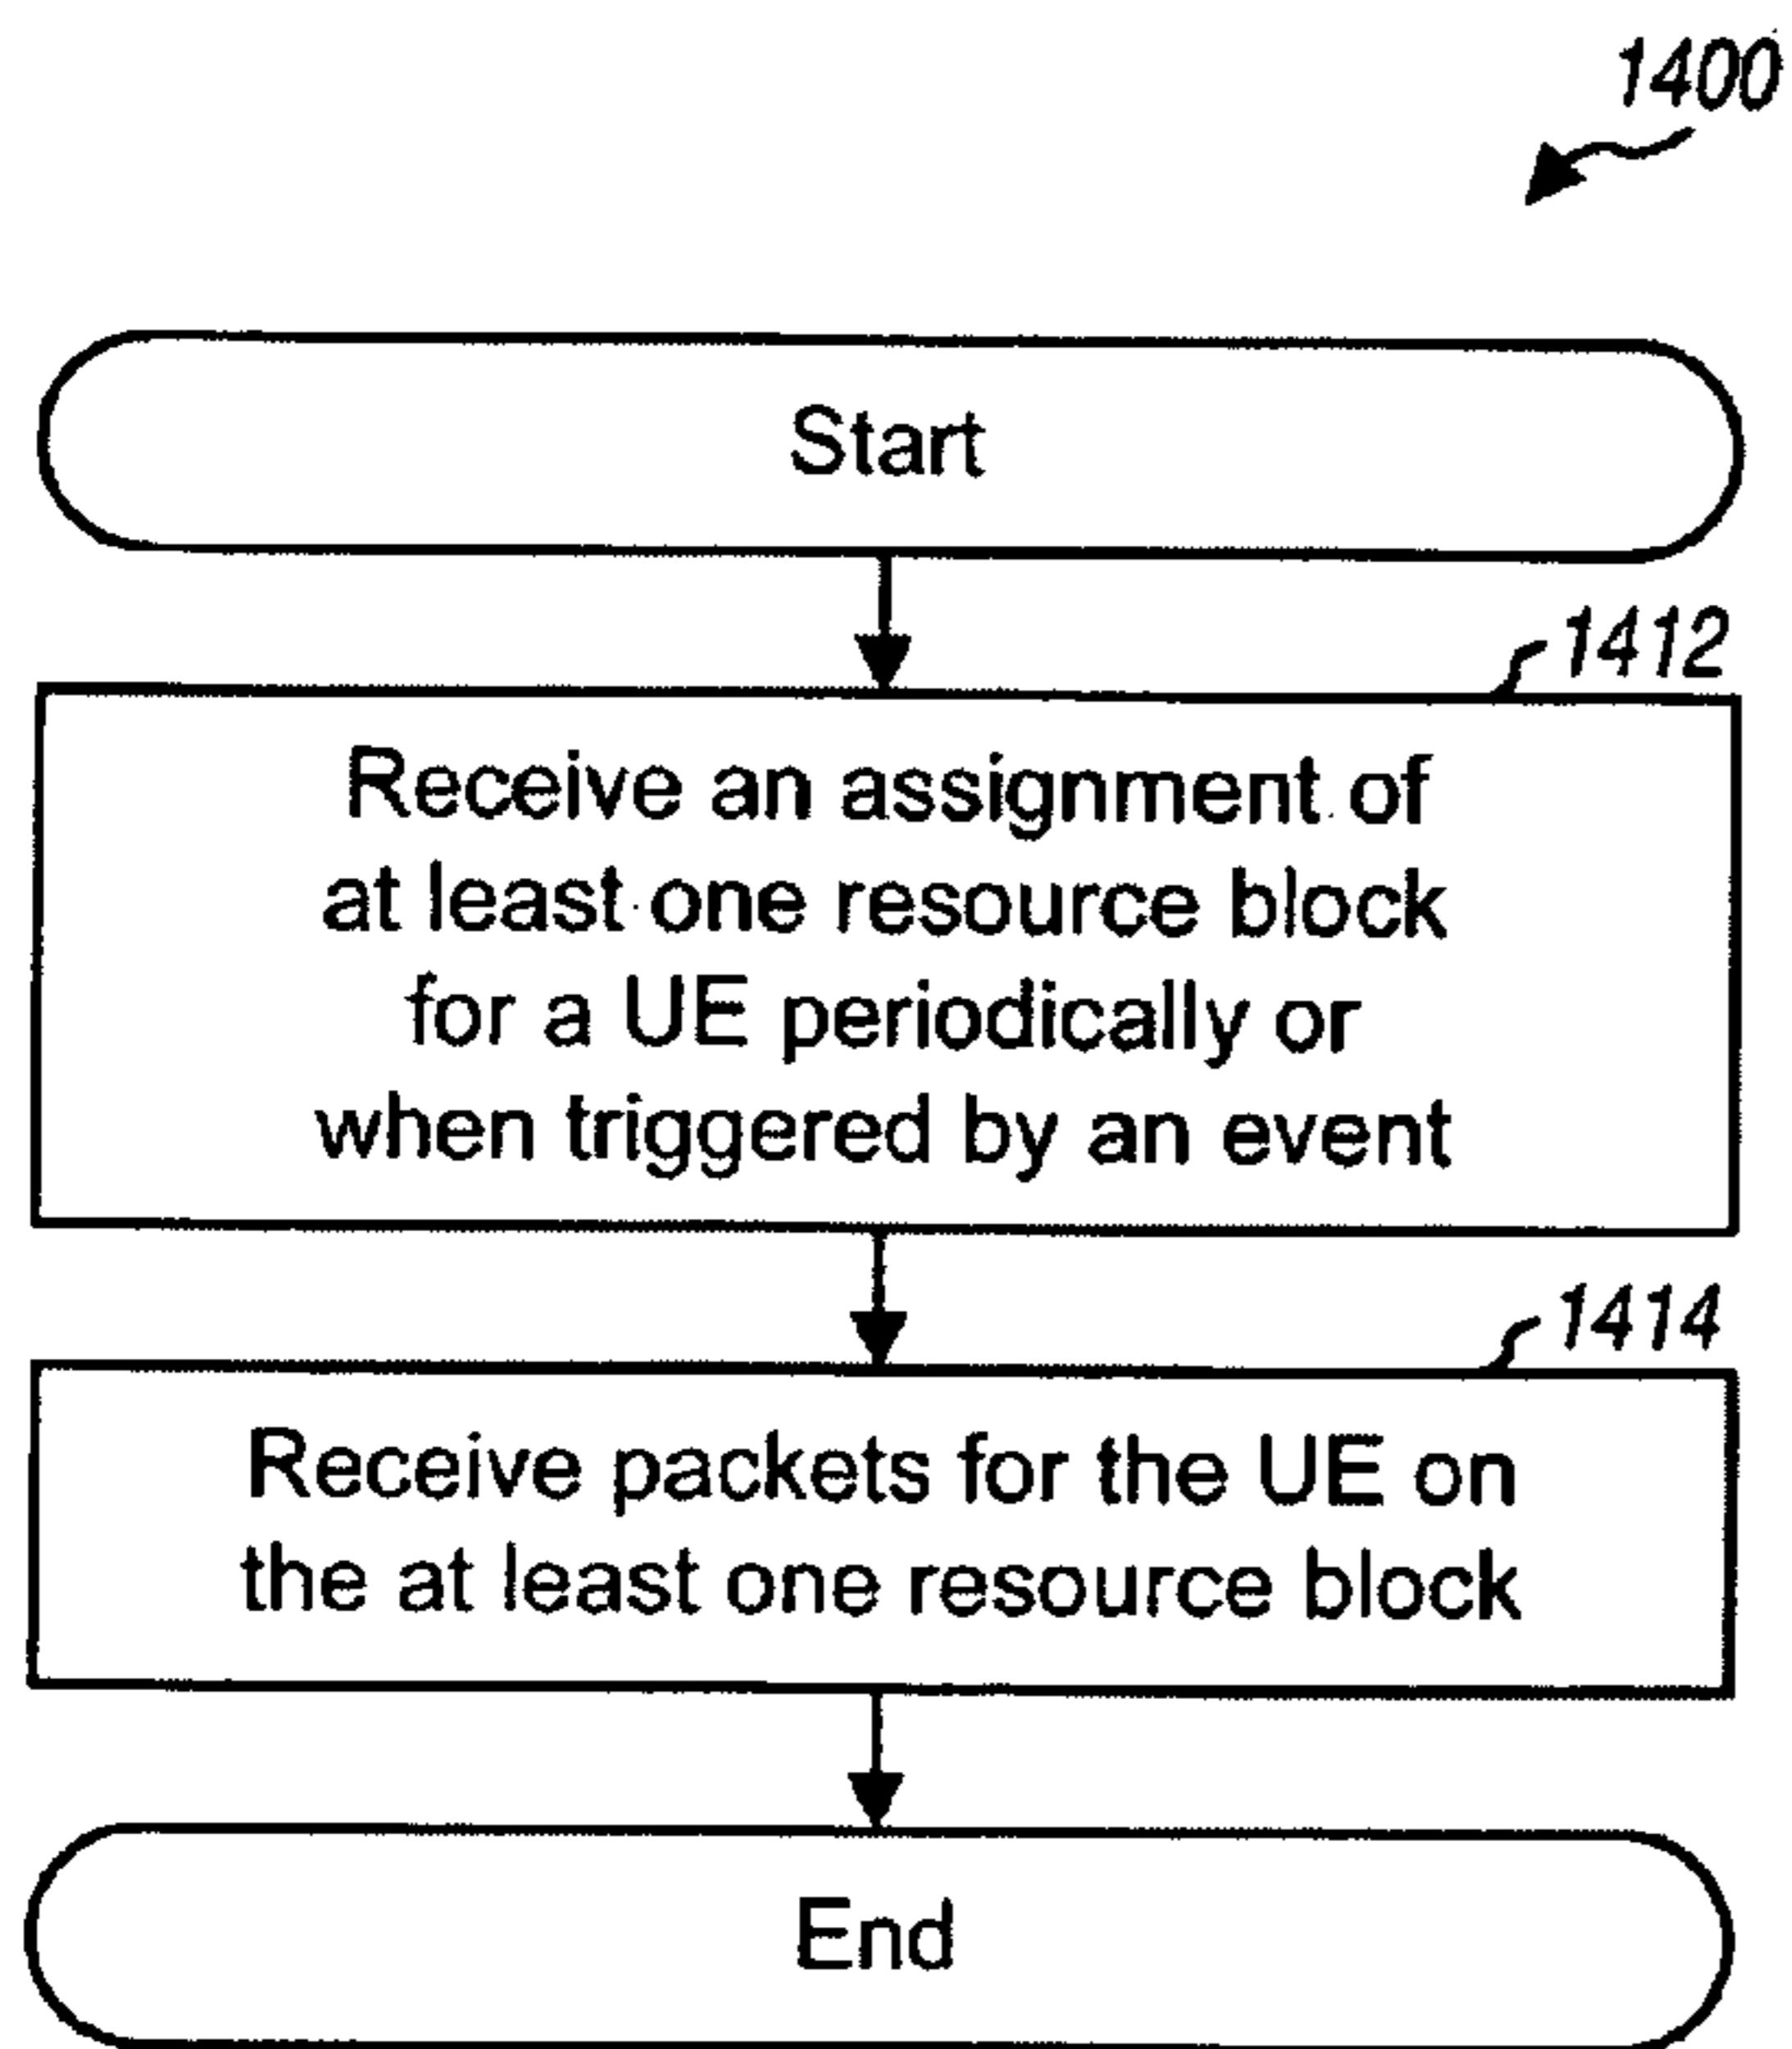 1400
Start
1412
Receive an assignment of
at least one resource block
for a UE periodically or
when triggered by an event
1414
Receive packets for the UE on
the at least one resource block
End